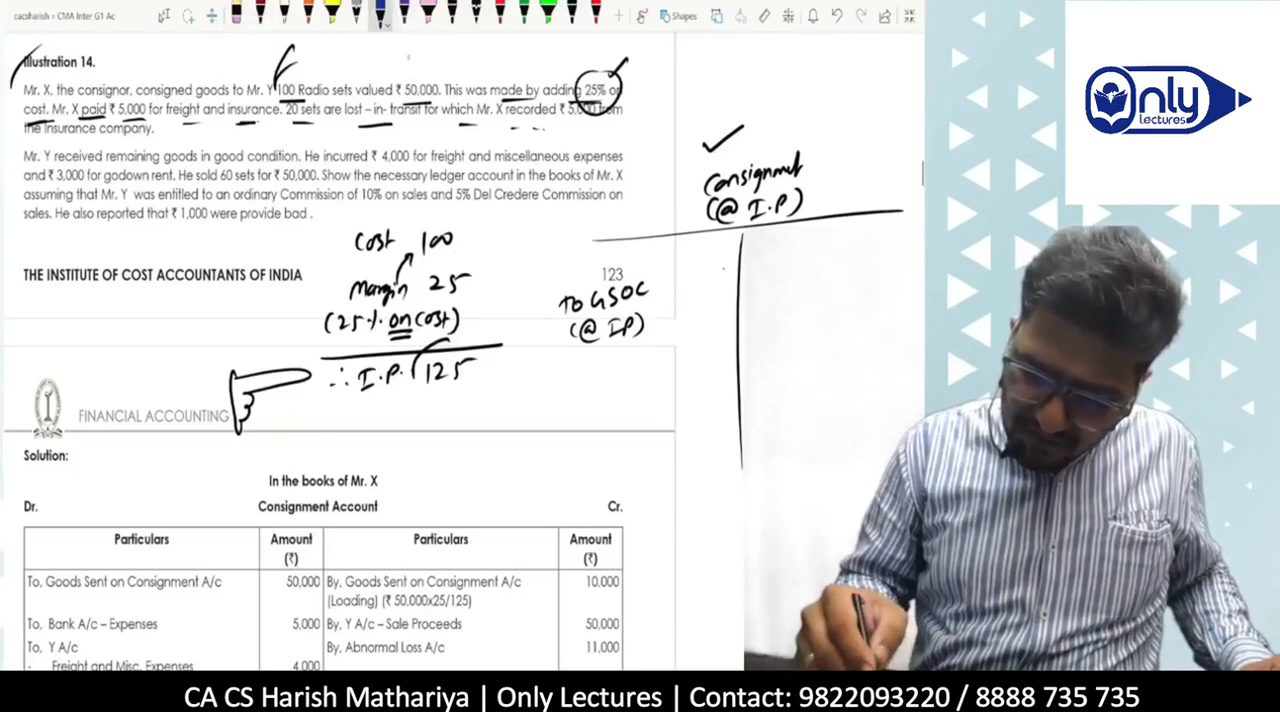 cacsharish » CMA Inter G1 Ac
Shapes
Illustration 14.
Mr. X, the consignor, consigned goods to Mr. Y 100 Radio sets valued ₹ 50,000. This was made by adding 25% on
cost. Mr. X paid ₹ 5,000 for freight and insurance. 20 sets are lost – in- transit for which Mr. X recorded ₹ 5,000 from
the Insurance company.
Mr. Y received remaining goods in good condition. He incurred ₹ 4,000 for freight and miscellaneous expenses
and ₹ 3,000 for godown rent. He sold 60 sets for ₹ 50,000. Show the necessary ledger account in the books of Mr. X
assuming that Mr. Y was entitled to an ordinary Commission of 10% on sales and 5% Del Credere Commission on
sales. He also reported that ₹ 1,000 were provide bad .
Cost 100
Margin 25
(25% on Cost)
∴ I.P. 125
THE INSTITUTE OF COST ACCOUNTANTS OF INDIA 123
Consignment
(@ I.P)
To GSOC
(@ IP)
FINANCIAL ACCOUNTING
Solution:
In the books of Mr. X
Dr. Consignment Account Cr.
Particulars Amount (₹) Particulars Amount (₹)
To, Goods Sent on Consignment A/c 50,000 By, Goods Sent on Consignment A/c 10,000
(Loading) (₹ 50,000x25/125)
To, Bank A/c – Expenses 5,000 By, Y A/c – Sale Proceeds 50,000
To, Y A/c By, Abnormal Loss A/c 11,000
- Freight and Misc. Expenses 4,000
Only
Lectures
CA CS Harish Mathariya | Only Lectures | Contact: 9822093220 / 8888 735 735